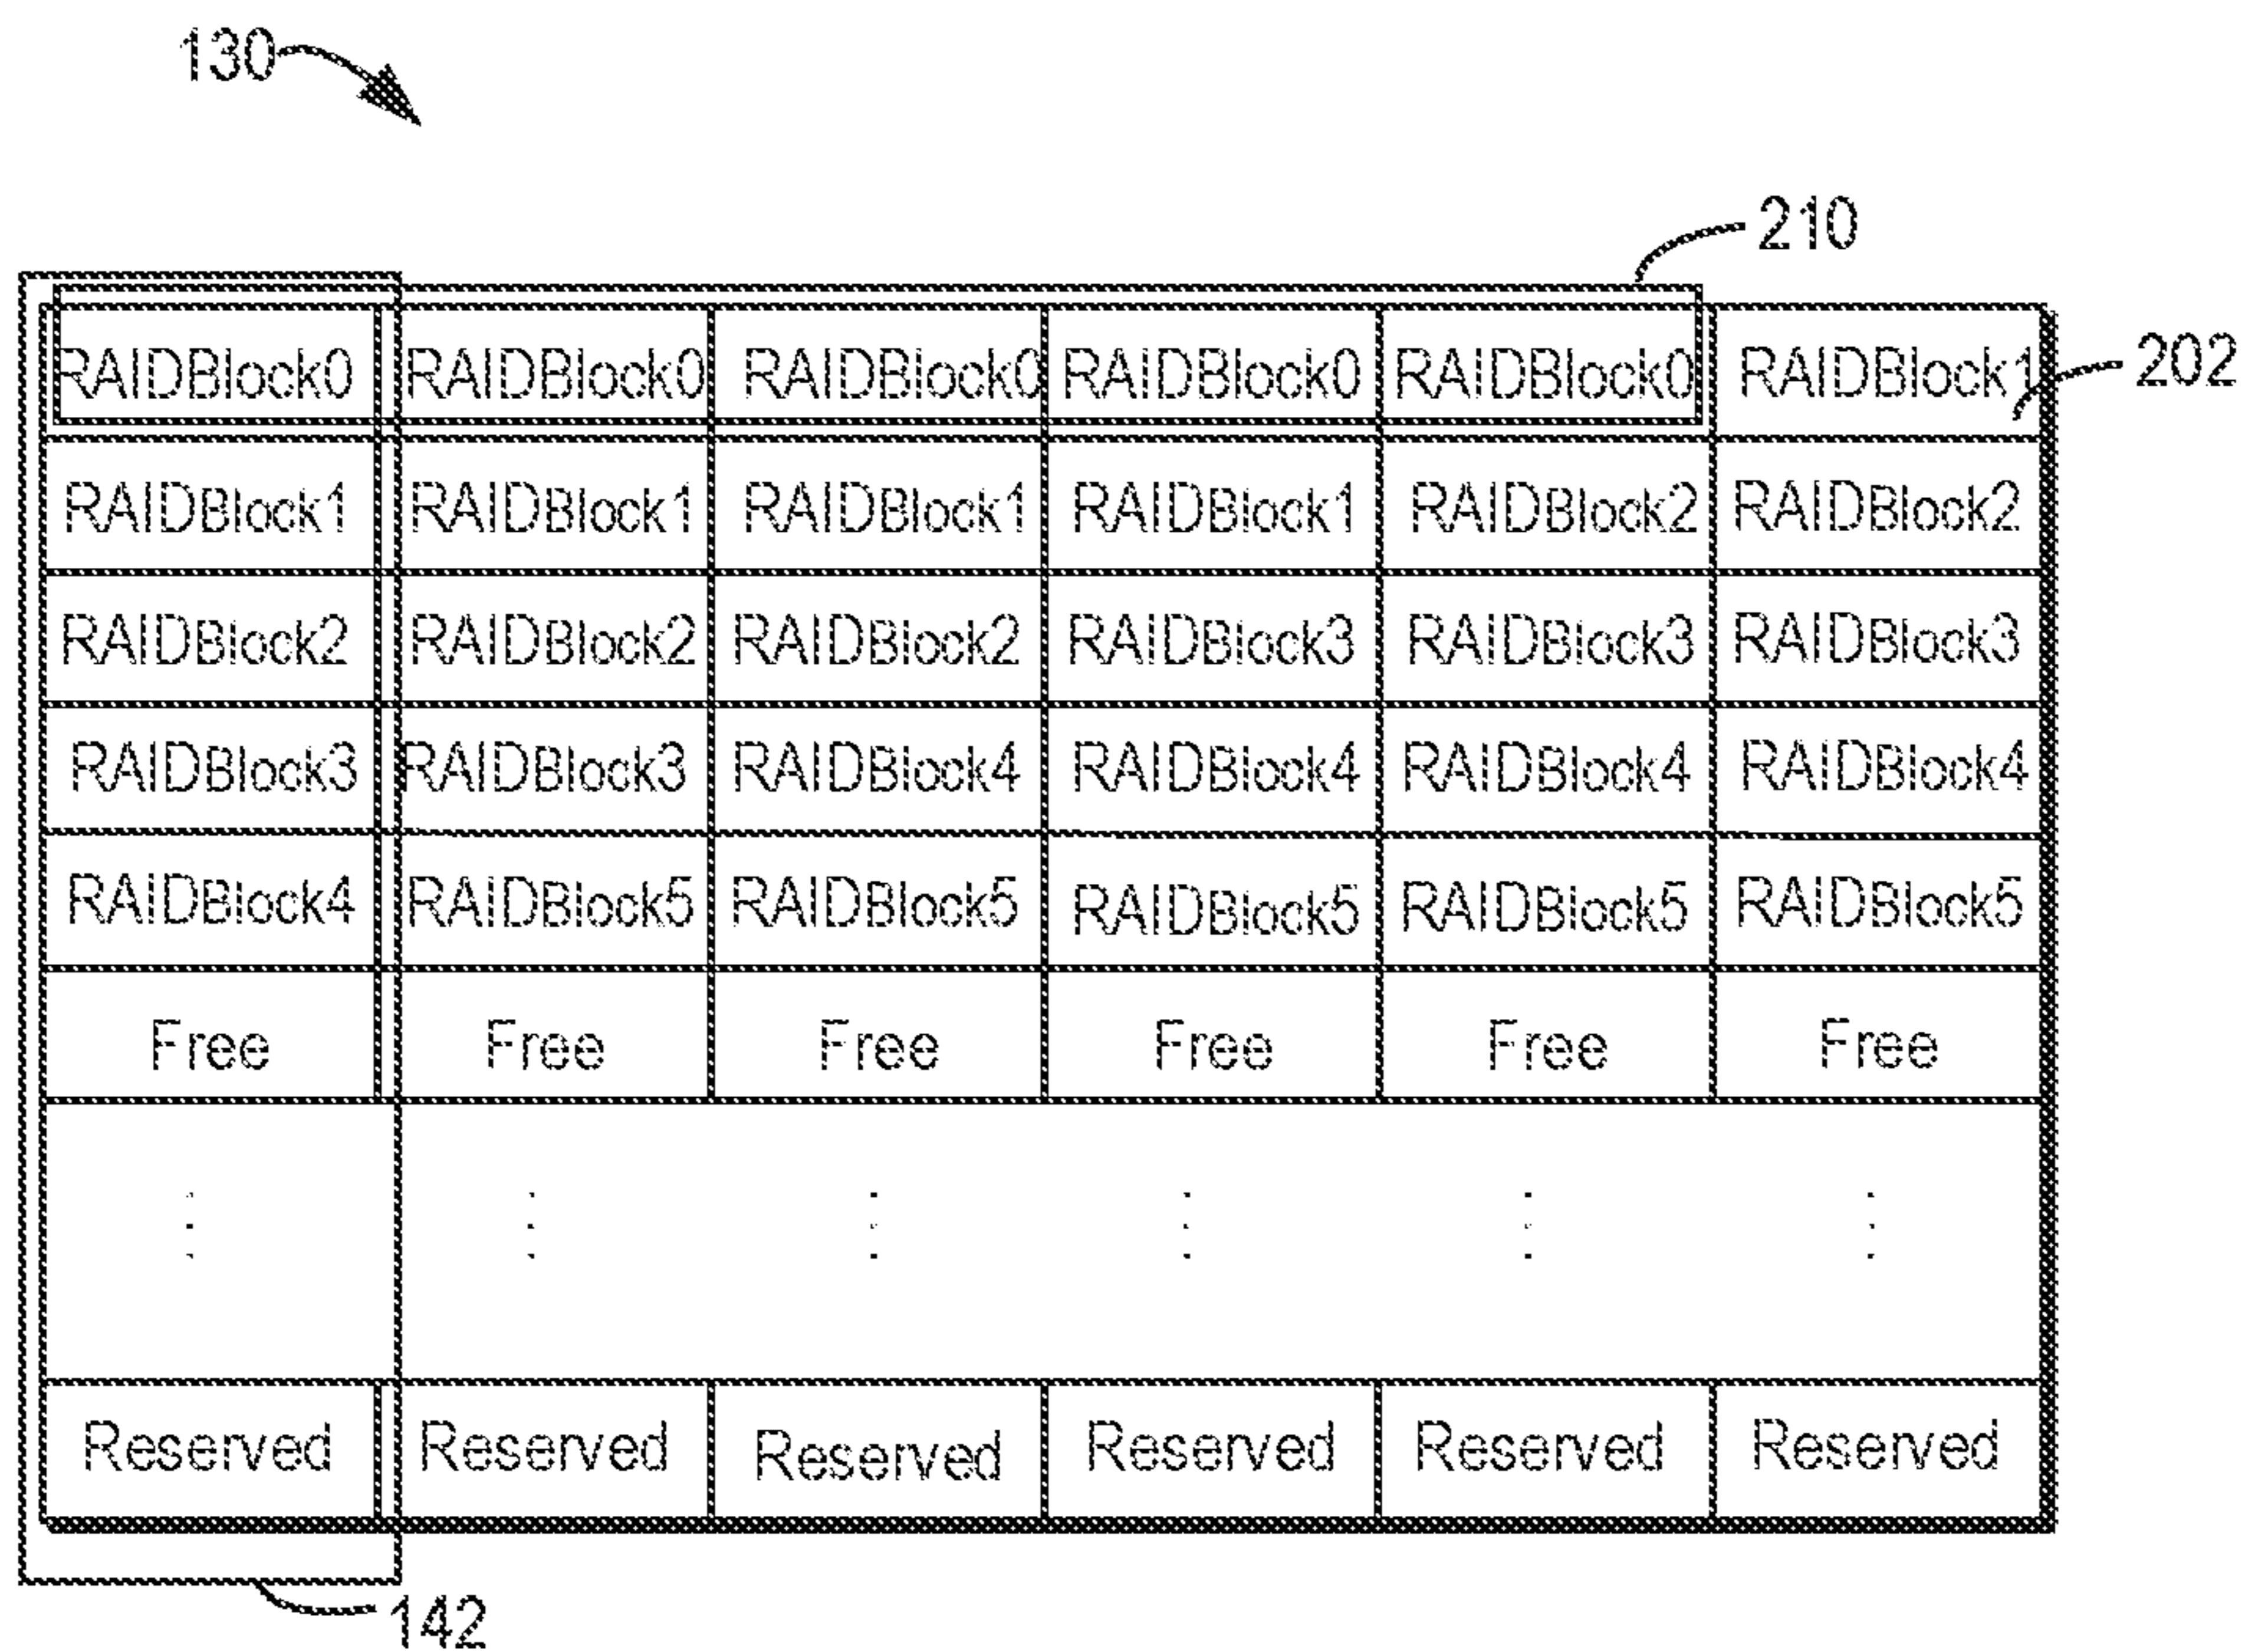 130
210
RAIDBlock0 RAIDBlock0 RAIDBlock0 RAIDBlock0 RAIDBlock0 RAIDBlock1
202
RAIDBlock1 RAIDBlock1 RAIDBlock1 RAIDBlock1 RAIDBlock2 RAIDBlock2
RAIDBlock2 RAIDBlock2 RAIDBlock2 RAIDBlock3 RAIDBlock3 RAIDBlock3
RAIDBlock3 RAIDBlock3 RAIDBlock4 RAIDBlock4 RAIDBlock4 RAIDBlock4
RAIDBlock4 RAIDBlock5 RAIDBlock5 RAIDBlock5 RAIDBlock5 RAIDBlock5
Free Free Free Free Free Free
Reserved Reserved Reserved Reserved Reserved Reserved
142